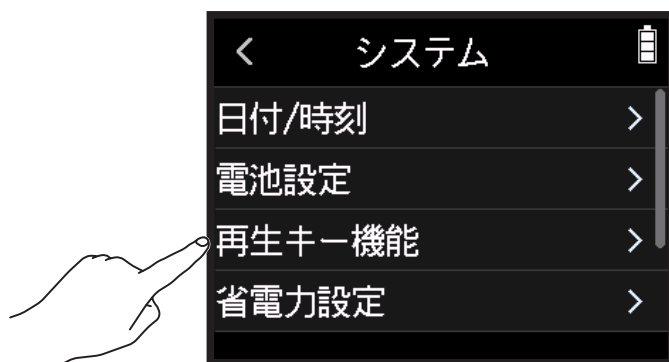 システム
日付/時刻
電池設定
再生キー機能
省電力設定